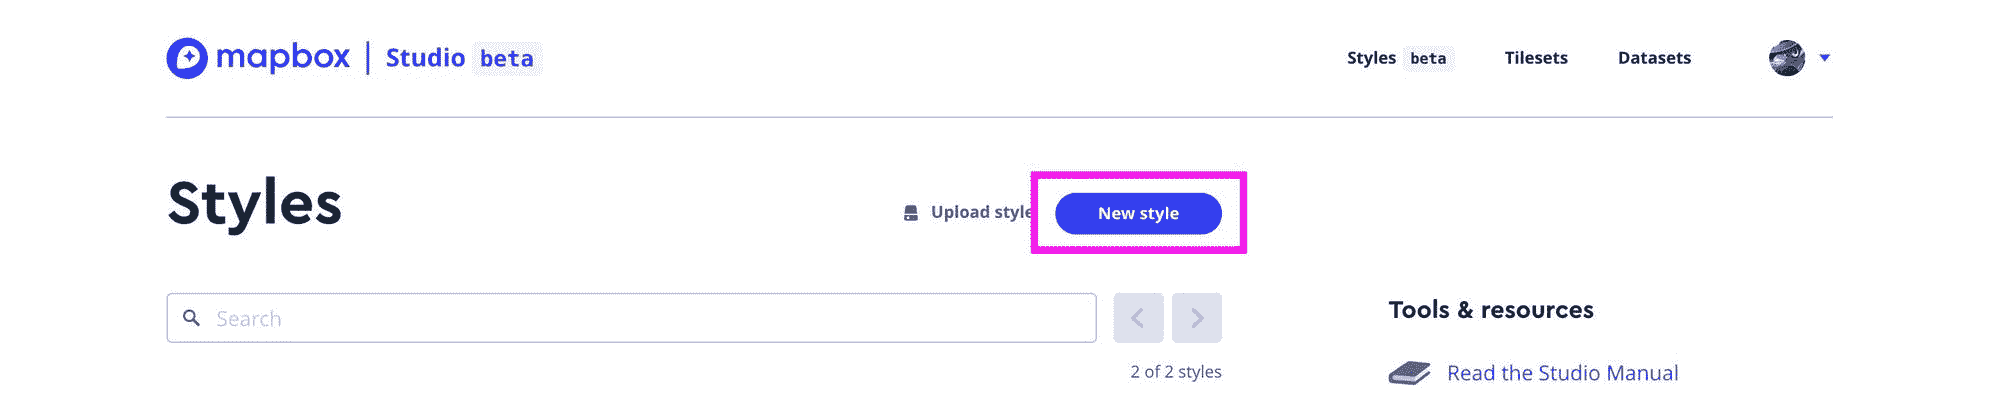 mapbox | Studio beta
Styles beta Tilesets Datasets
Styles
Upload style
New style
Search
2 of 2 styles
Tools & resources
Read the Studio Manual